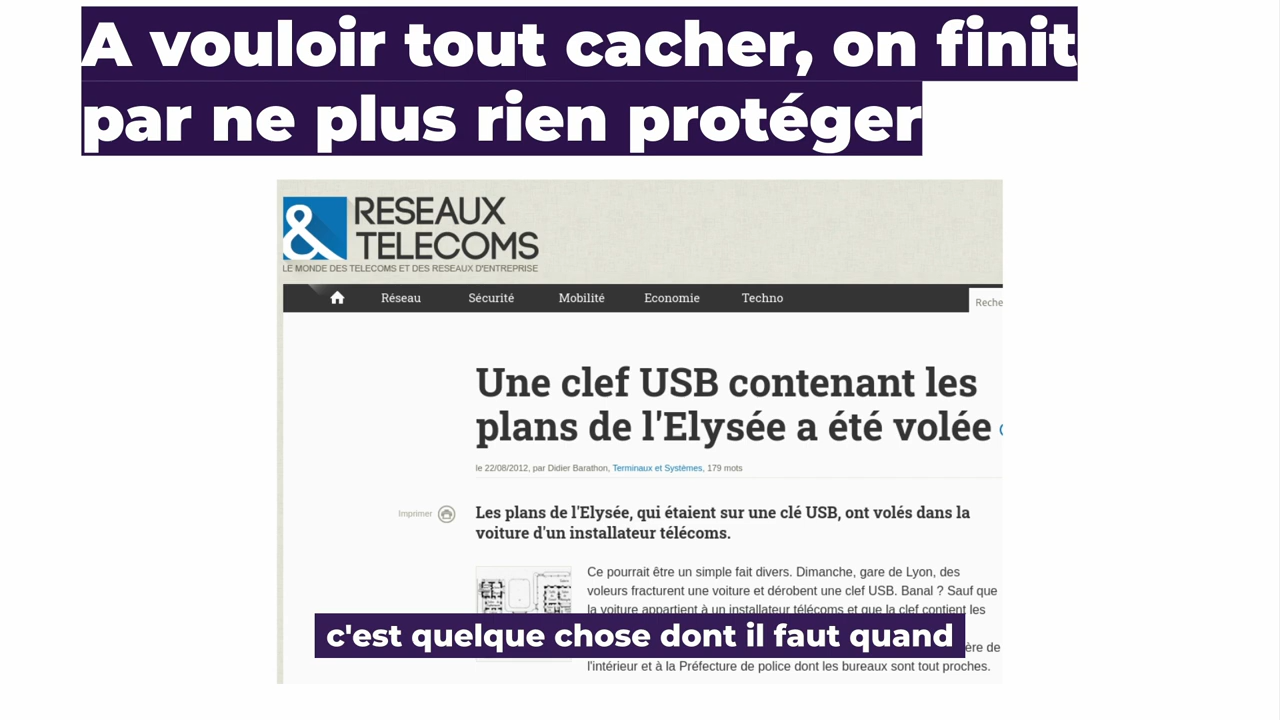 A vouloir tout cacher, on finit
par ne plus rien protéger
&
RESEAUX
TELECOMS
LE MONDE DES TELECOMS ET DES RESEAUX D'ENTREPRISE
Réseau Sécurité Mobilité Economie Techno
Reche
Une clef USB contenant les
plans de l'Elysée a été volée
le 22/08/2012, par Didier Barathon, Terminaux et Systèmes, 179 mots
Imprimer
Les plans de l'Elysée, qui étaient sur une clé USB, ont volés dans la
voiture d'un installateur télécoms.
Ce pourrait être un simple fait divers. Dimanche, gare de Lyon, des
voleurs fracturent une voiture et dérobent une clef USB. Banal ? Sauf que
la voiture appartient à un installateur télécoms et que la clef contient les
c'est quelque chose dont il faut quand
ère de
l'intérieur et à la Préfecture de police dont les bureaux sont tout proches.